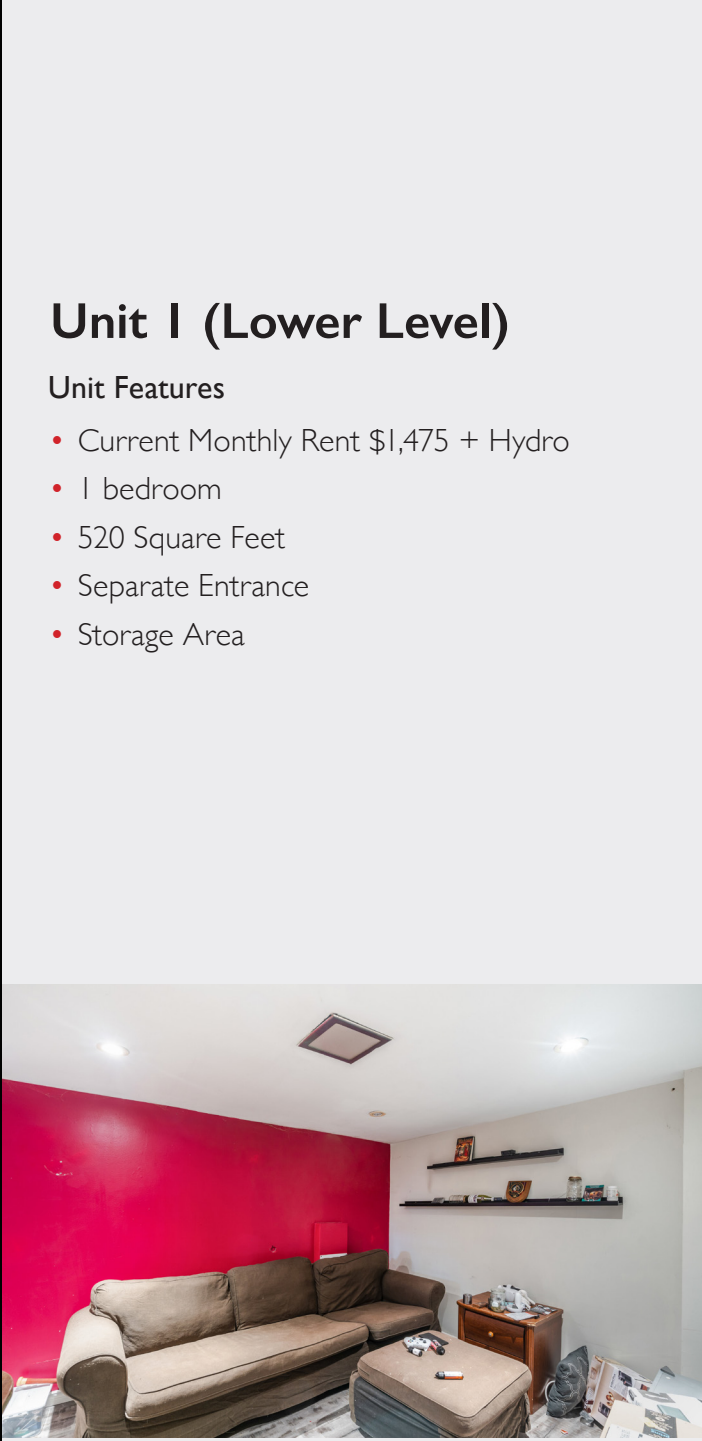 Unit 1 (Lower Level)
Unit Features
• Current Monthly Rent $1,475 + Hydro
• 1 bedroom
• 520 Square Feet
• Separate Entrance
• Storage Area